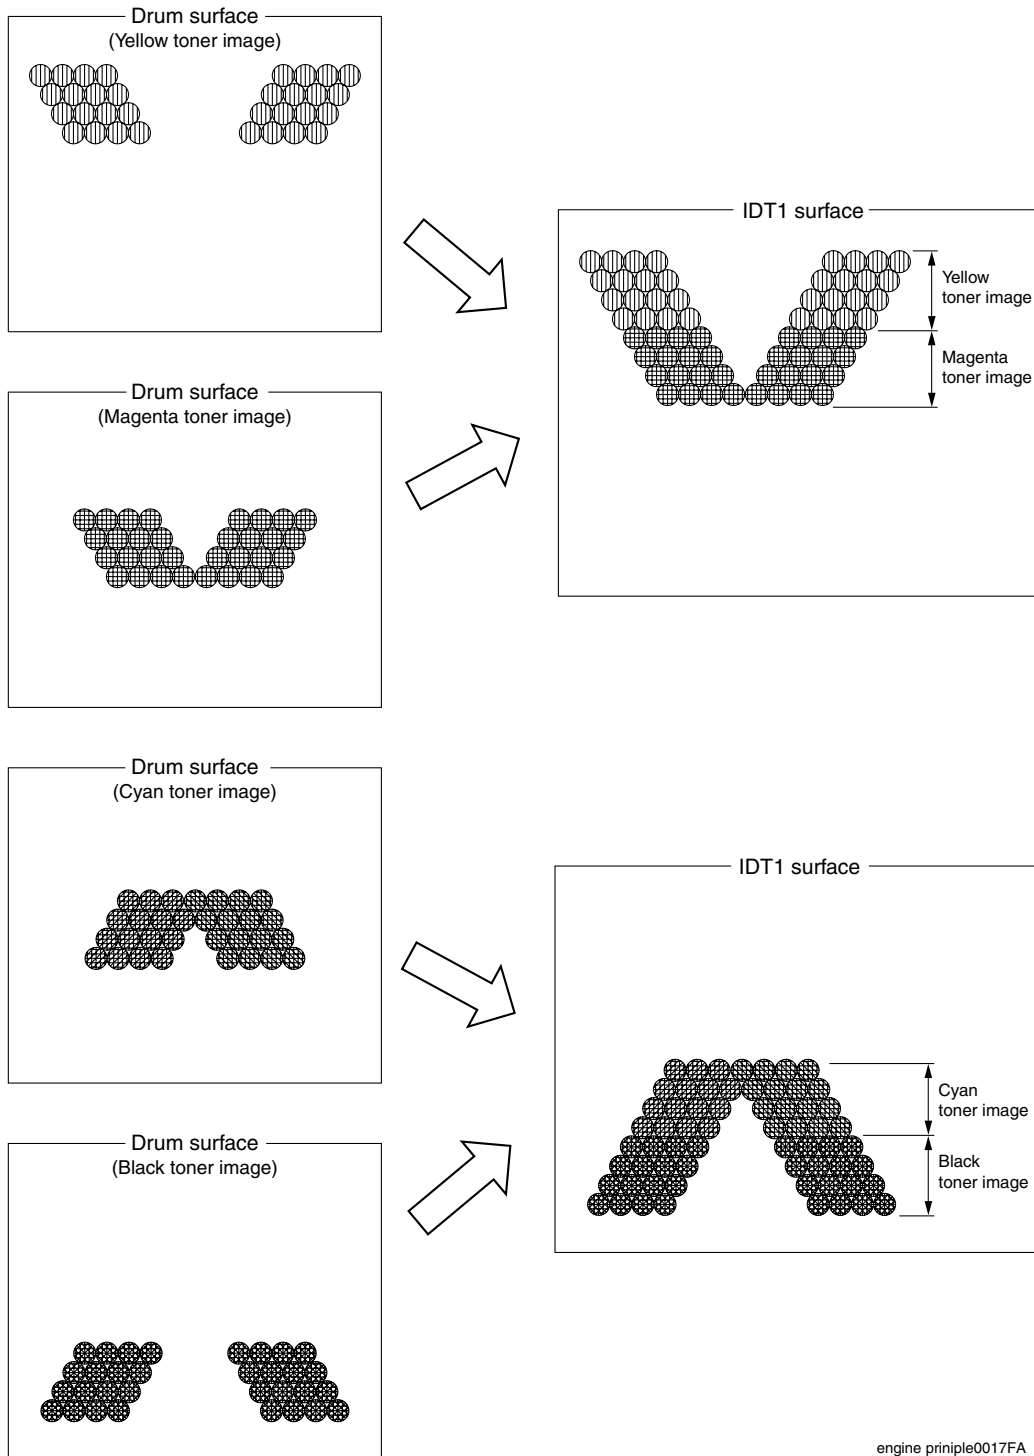 Drum surface
(Yellow toner image)
IDT1 surface
Yellow
toner image
Magenta
toner image
Drum surface
(Magenta toner image)
Drum surface
(Cyan toner image)
IDT1 surface
Cyan
toner image
Black
toner image
Drum surface
(Black toner image)
engine priniple0017FA